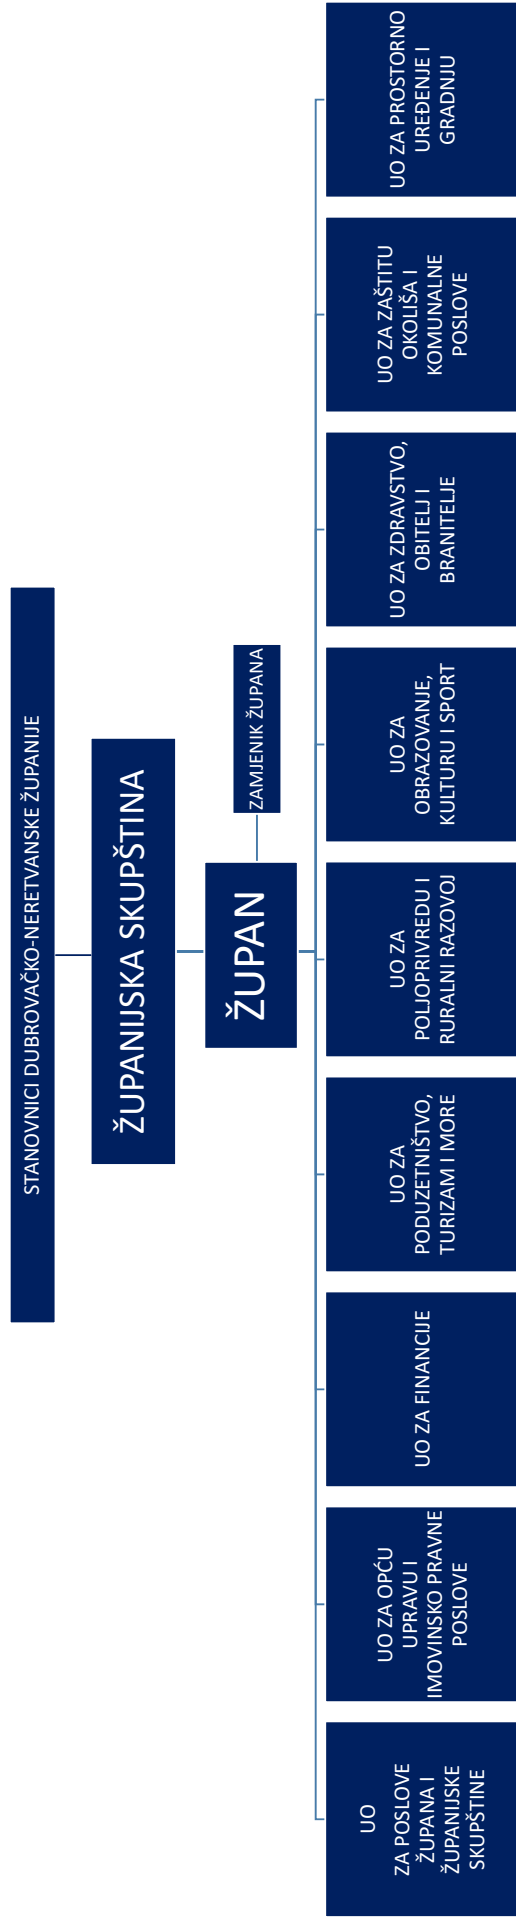 STANOVNICI DUBROVAČKO-NERETVANSKE ŽUPANIJE
ŽUPANIJSKA SKUPŠTINA
ŽUPAN
ZAMJENIK ŽUPANA
UO
ZA POSLOVE
ŽUPANA I
ŽUPANIJSKE
SKUPŠTINE
UO ZA OPĆU
UPRAVU I
IMOVINSKO PRAVNE
POSLOVE
UO ZA FINANCIJE
UO ZA
PODUZETNIŠTVO,
TURIZAM I MORE
UO ZA
POLJOPRIVREDU I
RURALNI RAZOVOJ
UO ZA
OBRAZOVANJE,
KULTURU I SPORT
UO ZA ZDRAVSTVO,
OBITELJ I
BRANITELJE
UO ZA ZAŠTITU
OKOLIŠA I
KOMUNALNE
POSLOVE
UO ZA PROSTORNO
UREĐENJE I
GRADNJU